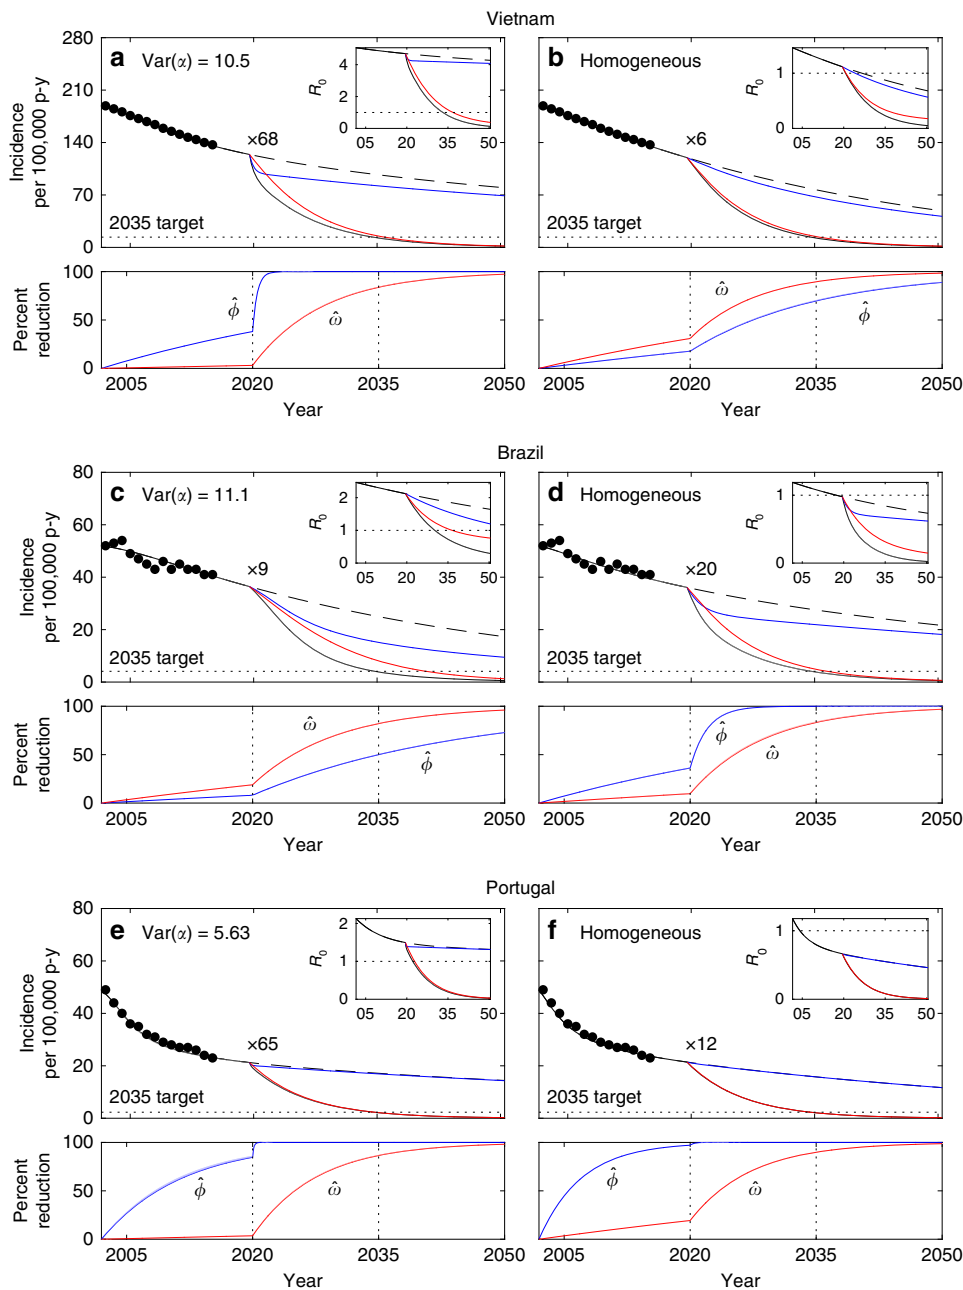 Vietnam
a Var(α) = 10.5
280
210
140
70
0
Incidence
per 100,000 p-y
×68
2035 target
R0
4
2
0
05 20 35 50
b Homogeneous
×6
2035 target
R0
1
0
05 20 35 50
Percent
reduction
100
50
0
ϕ̂
ω̂
2005 2020 2035 2050
Year
ω̂
ϕ̂
2005 2020 2035 2050
Year
Brazil
c Var(α) = 11.1
80
60
40
20
0
Incidence
per 100,000 p-y
×9
2035 target
R0
2
1
0
05 20 35 50
d Homogeneous
×20
2035 target
R0
1
0
05 20 35 50
Percent
reduction
100
50
0
ω̂
ϕ̂
2005 2020 2035 2050
Year
ϕ̂
ω̂
2005 2020 2035 2050
Year
Portugal
e Var(α) = 5.63
80
60
40
20
0
Incidence
per 100,000 p-y
×65
2035 target
R0
2
1
0
05 20 35 50
f Homogeneous
×12
2035 target
R0
1
0
05 20 35 50
Percent
reduction
100
50
0
ϕ̂
ω̂
2005 2020 2035 2050
Year
ϕ̂
ω̂
2005 2020 2035 2050
Year